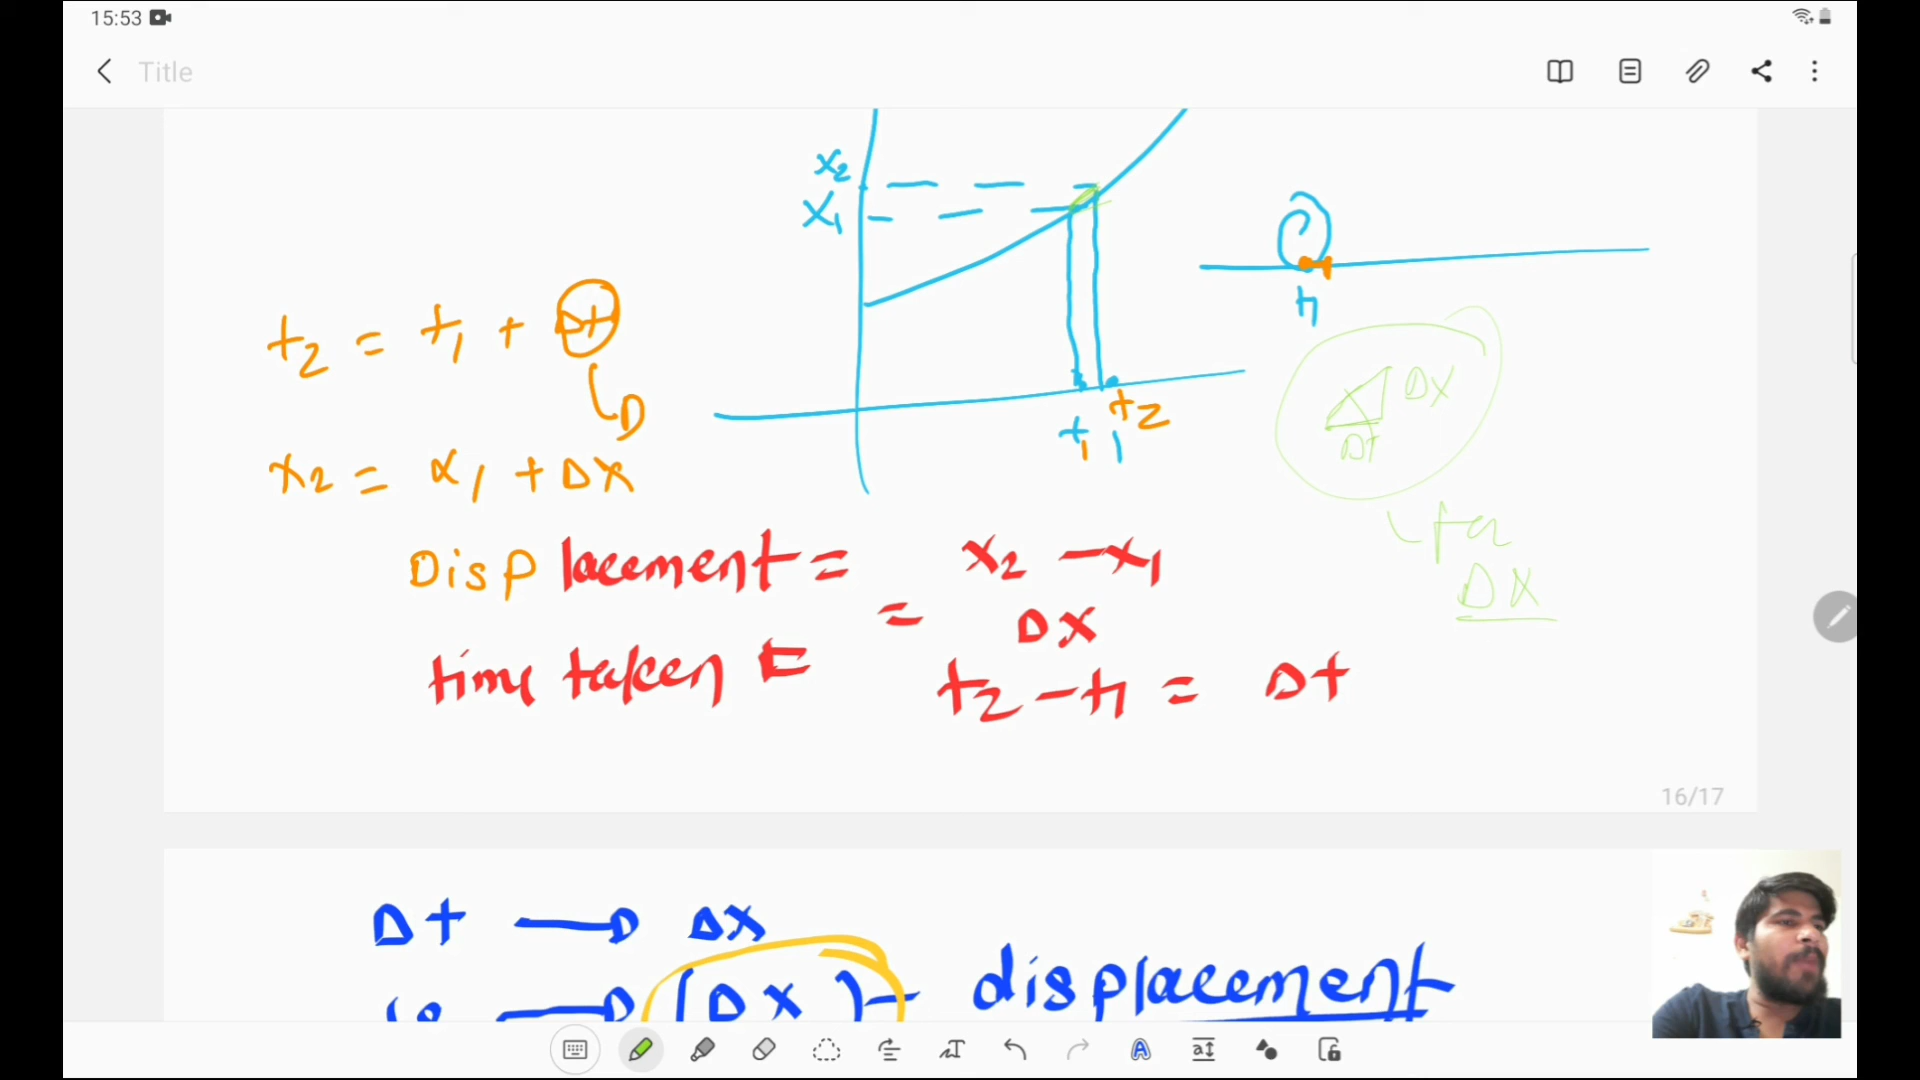 15:53
Title
x2
x1
t1
t2 = t1 + Δt
D
t1 t2
ΔX
Δt
x2 = x1 + Δx
Displacement = x2 - x1
= Δx
ΔX
time taken = t2 - t1 = Δt
16/17
Δt → Δx
(Δx) - displacement